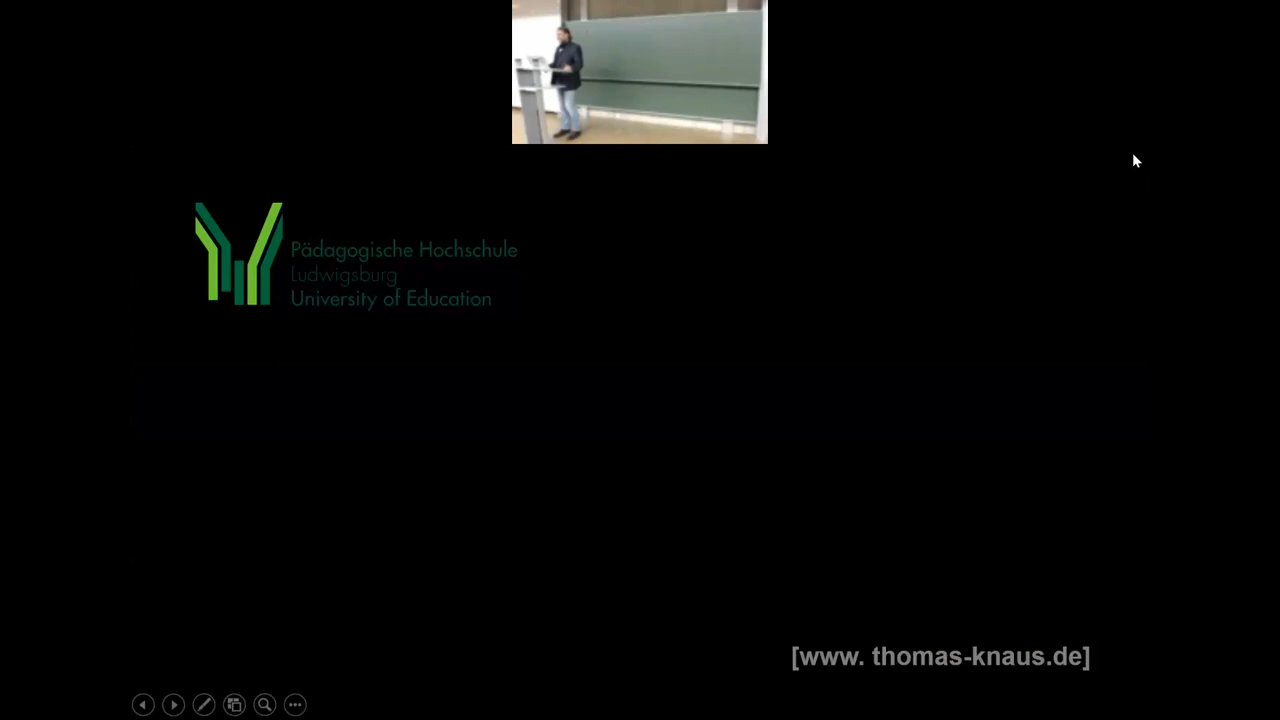 Pädagogische Hochschule
Ludwigsburg
University of Education
[www. thomas-knaus.de]